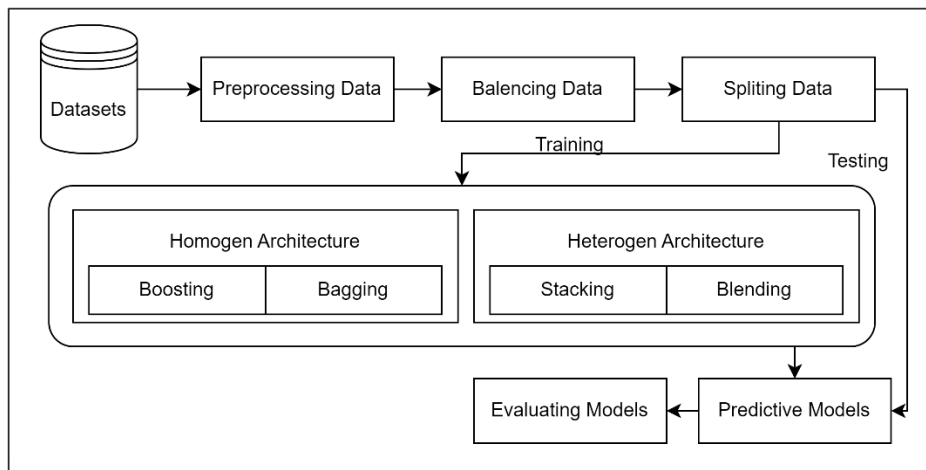 Datasets
Preprocessing Data
Balencing Data
Spliting Data
Training
Testing
Homogen Architecture
Boosting
Bagging
Heterogen Architecture
Stacking
Blending
Evaluating Models
Predictive Models